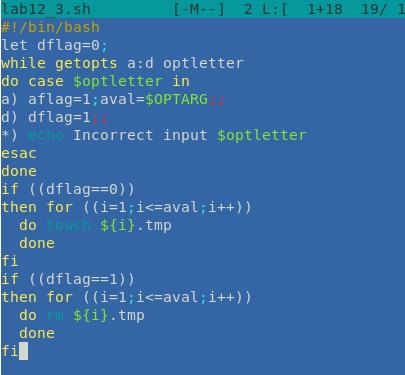 lab12_3.sh [-M--] 2 L:[ 1+18 19/ 1
#!/bin/bash
let dflag=0;
while getopts a:d optletter
do case $optletter in
a) aflag=1;aval=$OPTARG;;
d) dflag=1;;
*) echo Incorrect input $optletter
esac
done
if ((dflag==0))
then for ((i=1;i<=aval;i++))
  do touch ${i}.tmp
  done
fi
if ((dflag==1))
then for ((i=1;i<=aval;i++))
  do rm ${i}.tmp
  done
fi